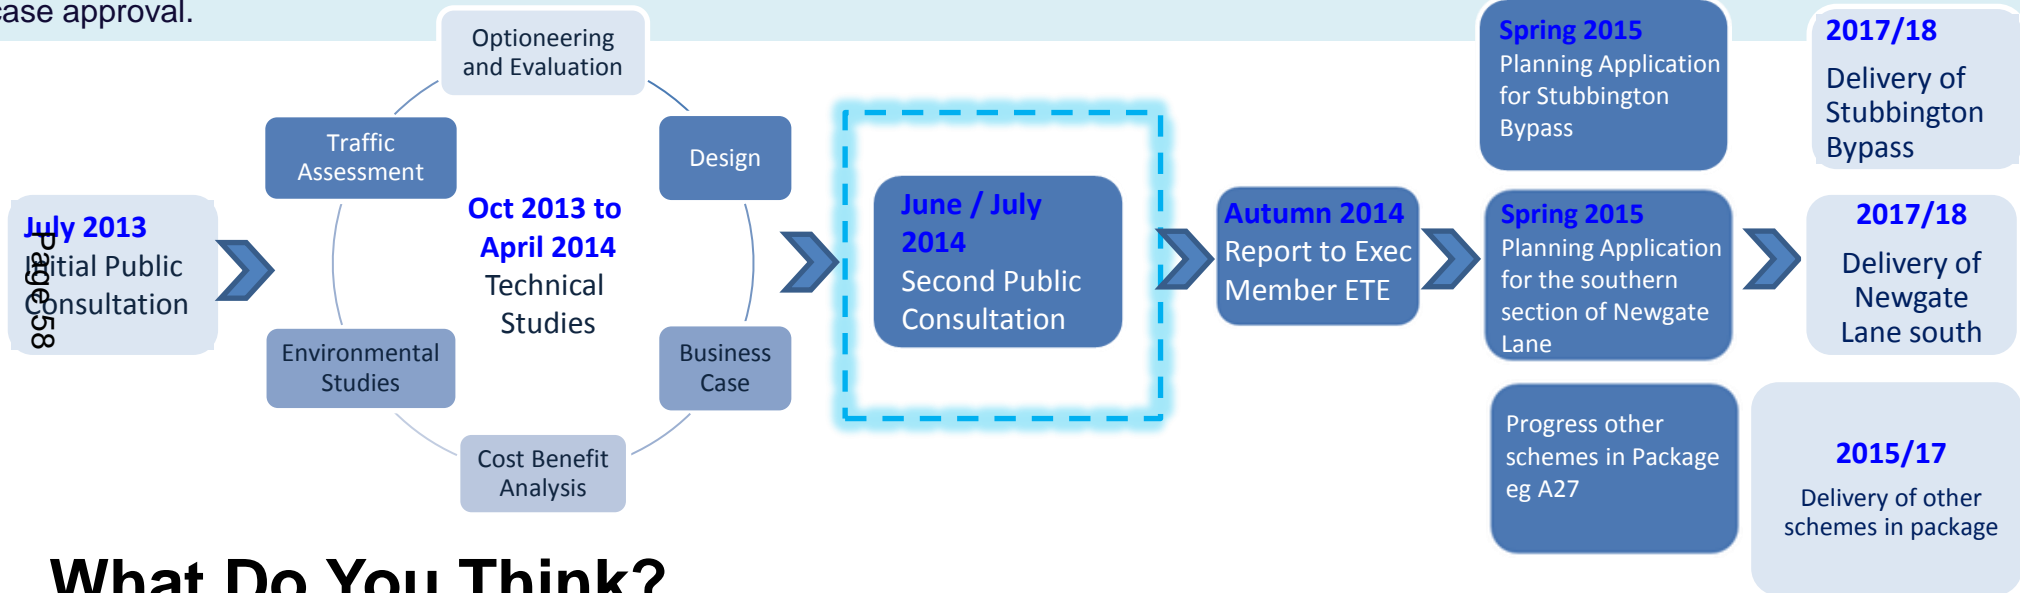 case approval.
July 2013
Initial Public
Consultation
Page 58
Optioneering
and Evaluation
Traffic
Assessment
Design
Oct 2013 to
April 2014
Technical
Studies
Environmental
Studies
Business
Case
Cost Benefit
Analysis
June / July
2014
Second Public
Consultation
Autumn 2014
Report to Exec
Member ETE
Spring 2015
Planning Application
for Stubbington
Bypass
2017/18
Delivery of
Stubbington
Bypass
Spring 2015
Planning Application
for the southern
section of Newgate
Lane
2017/18
Delivery of
Newgate
Lane south
Progress other
schemes in Package
eg A27
2015/17
Delivery of other
schemes in package
What Do You Think?